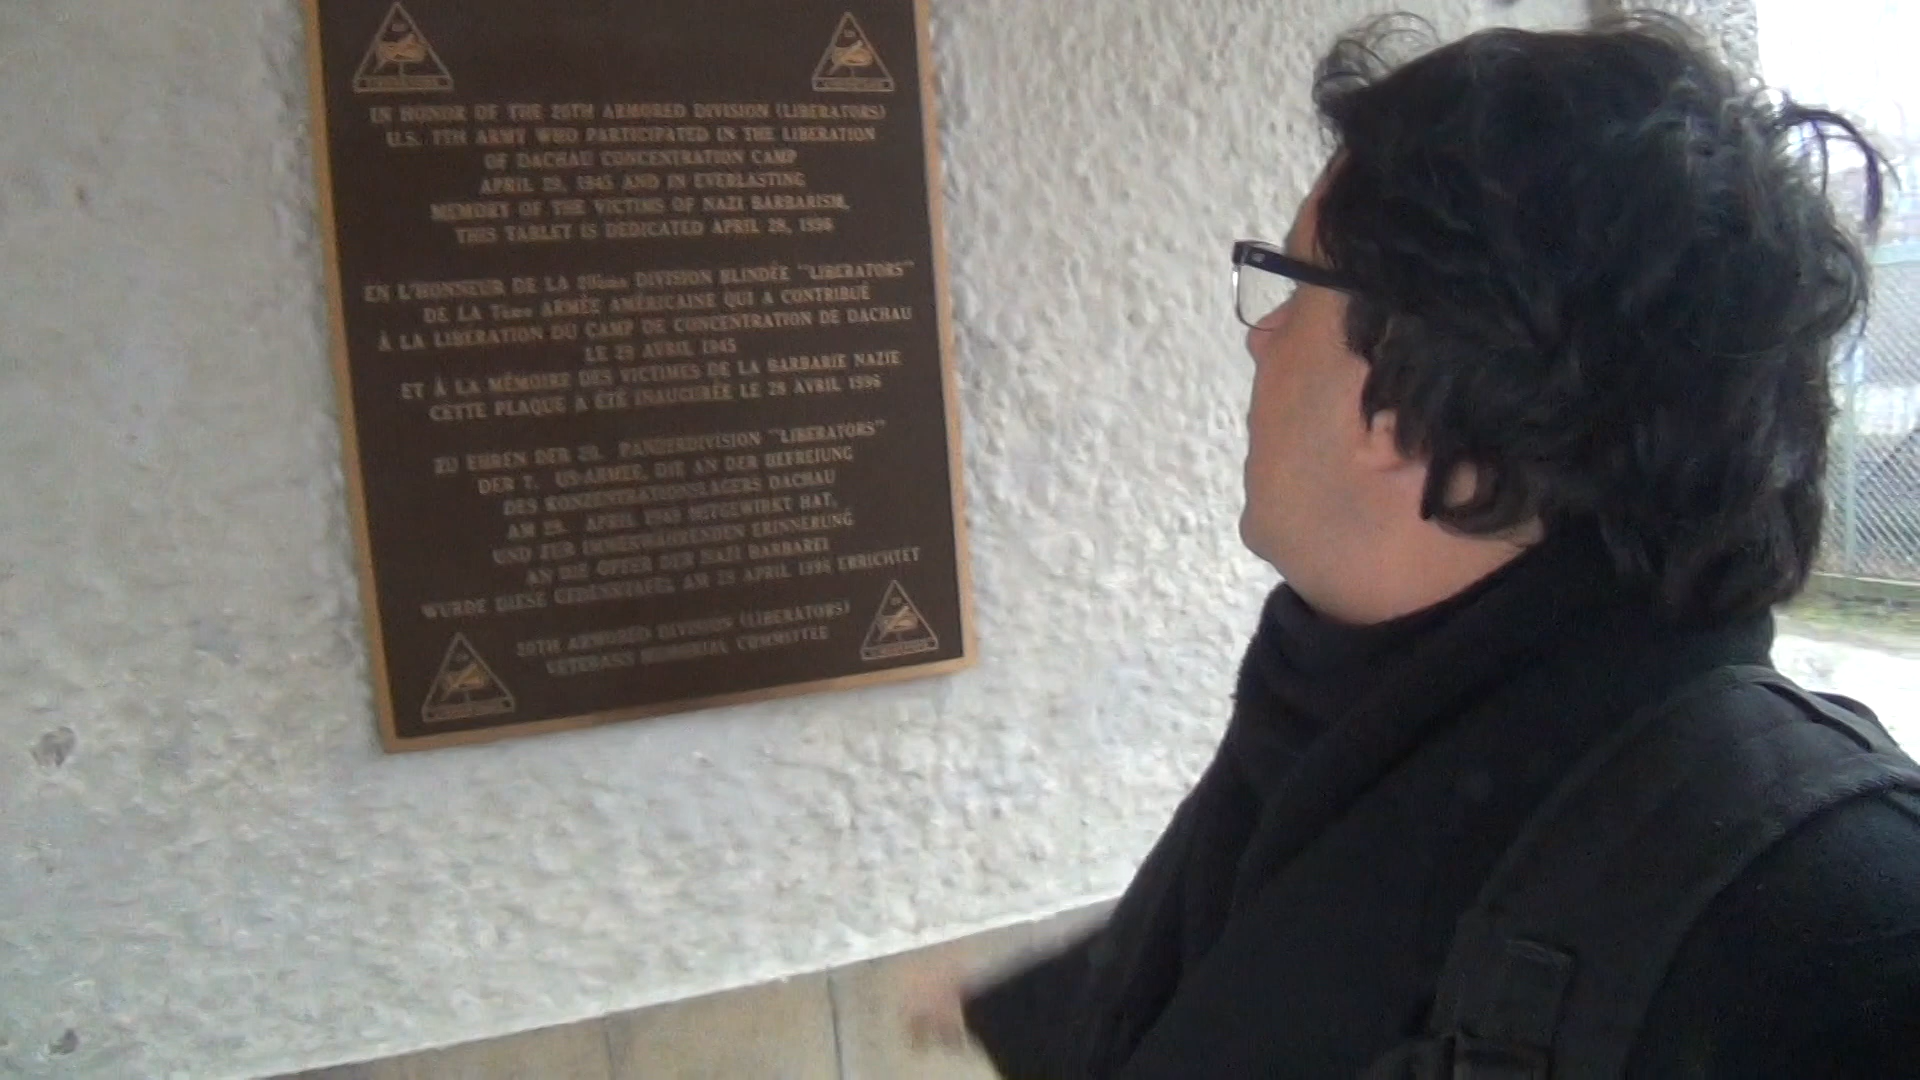 IN HONOR OF THE 20TH ARMORED DIVISION (LIBERATORS)
U.S. 7TH ARMY WHO PARTICIPATED IN THE LIBERATION
OF DACHAU CONCENTRATION CAMP
APRIL 29, 1945 AND IN EVERLASTING
MEMORY OF THE VICTIMS OF NAZI BARBARISM,
THIS TABLET IS DEDICATED APRIL 28, 1996
EN L'HONNEUR DE LA 20ème DIVISION BLINDÉE "LIBERATORS"
DE LA 7ème ARMÉE AMÉRICAINE QUI A CONTRIBUÉ
À LA LIBERATION DU CAMP DE CONCENTRATION DE DACHAU
LE 29 AVRIL 1945
ET À LA MÉMOIRE DES VICTIMES DE LA BARBARIE NAZIE
CETTE PLAQUE A ÉTÉ INAUGURÉE LE 28 AVRIL 1996
ZU EHREN DER 20. PANZERDIVISION "LIBERATORS"
DER 7. US-ARMEE, DIE AN DER BEFREIUNG
DES KONZENTRATIONSLAGERS DACHAU
AM 29. APRIL 1945 MITGEWIRKT HAT,
UND ZUR IMMERWÄHRENDEN ERINNERUNG
AN DIE OPFER DER NAZI BARBAREI
WURDE DIESE GEDENKTAFEL AM 28 APRIL 1996 ERRICHTET
20TH ARMORED DIVISION (LIBERATORS)
VETERANS MEMORIAL COMMITTEE